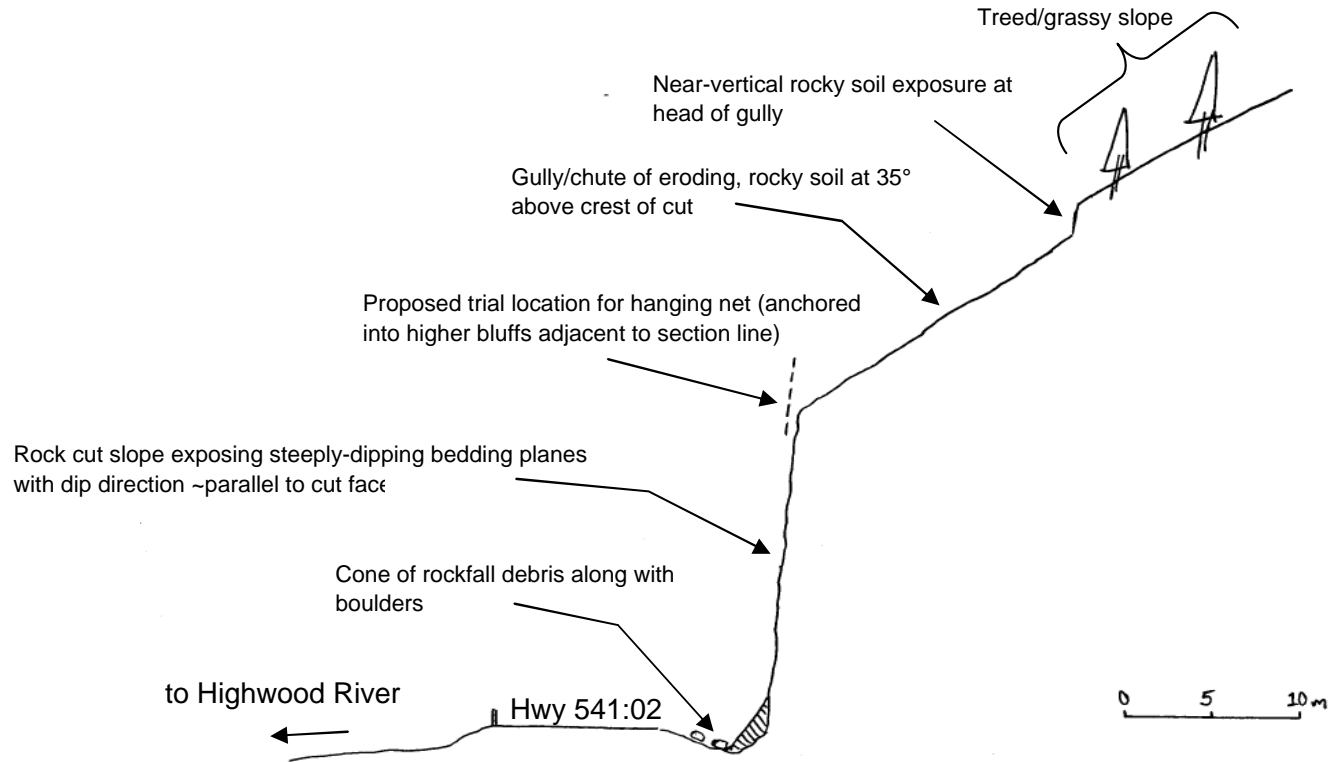 Treed/grassy slope
Near-vertical rocky soil exposure at
head of gully
Gully/chute of eroding, rocky soil at 35°
above crest of cut
Proposed trial location for hanging net (anchored
into higher bluffs adjacent to section line)
Rock cut slope exposing steeply-dipping bedding planes
with dip direction ~parallel to cut face
Cone of rockfall debris along with
boulders
to Highwood River
Hwy 541:02
0 5 10 m